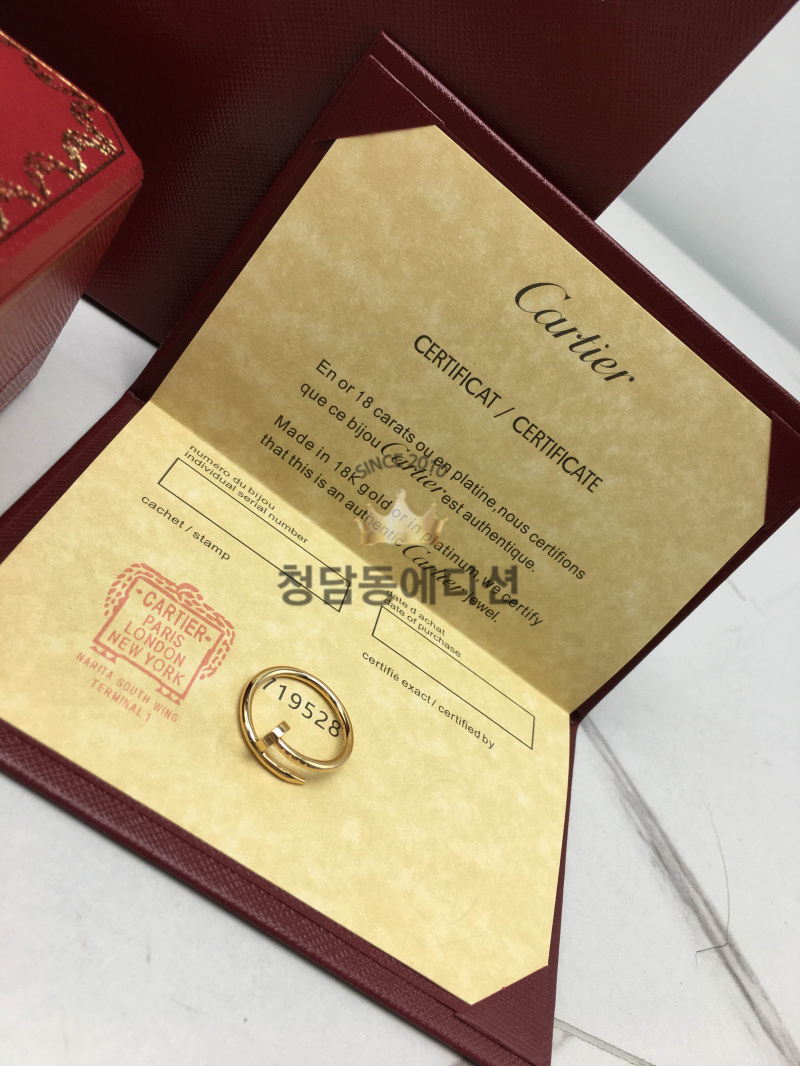 Cartier
CERTIFICAT / CERTIFICATE
En or 18 carats ou en platine,nous certifions
que ce bijou Cartier est authentique.
Made in 18K gold or in platinum,we certify
that this is an authentic Cartier jewel.
SINCE 2010
청담동에디션
numéro du bijou
individual serial number
cachet / stamp
date d achat
date of purchase
certifié exact / certified by
CARTIER
PARIS
LONDON
NEW YORK
NARITA SOUTH WING
TERMINAL 1
719528